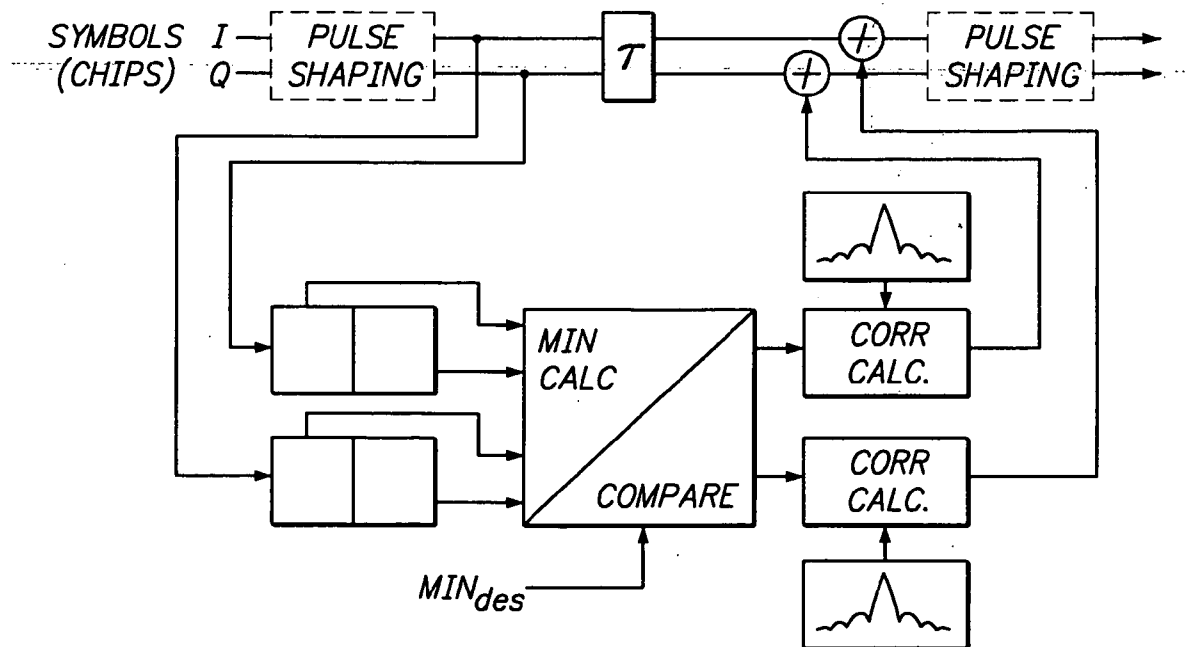 SYMBOLS I
(CHIPS) Q
PULSE
SHAPING
τ
+
+
PULSE
SHAPING
MIN
CALC
COMPARE
CORR
CALC.
CORR
CALC.
MINdes